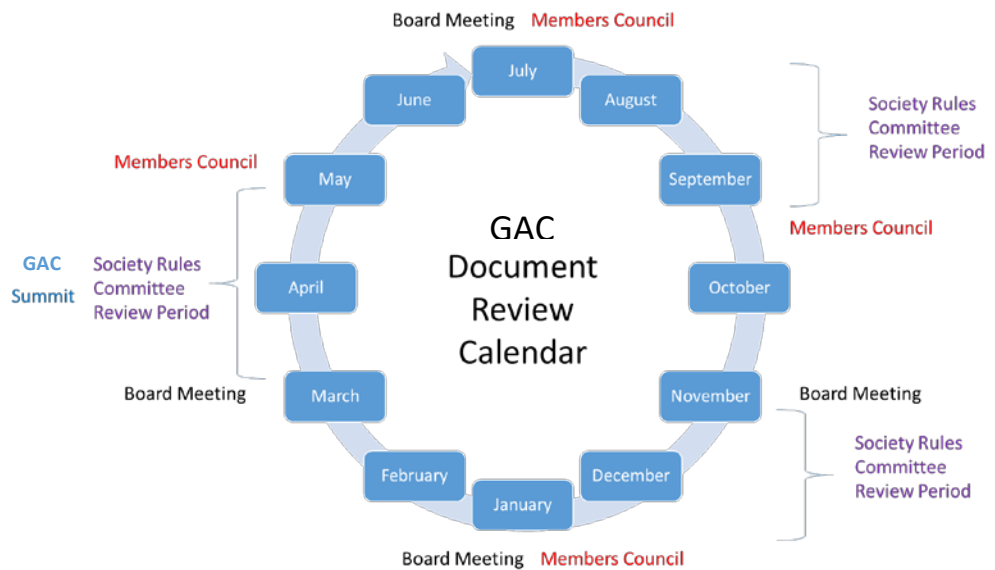 Board Meeting Members Council
July
June
August
Society Rules
Committee
Review Period
Members Council
May
September
Members Council
GAC
Document
Review
Calendar
GAC
Summit
Society Rules
Committee
Review Period
April
October
Board Meeting
March
November
Board Meeting
Society Rules
Committee
Review Period
February
December
January
Board Meeting Members Council